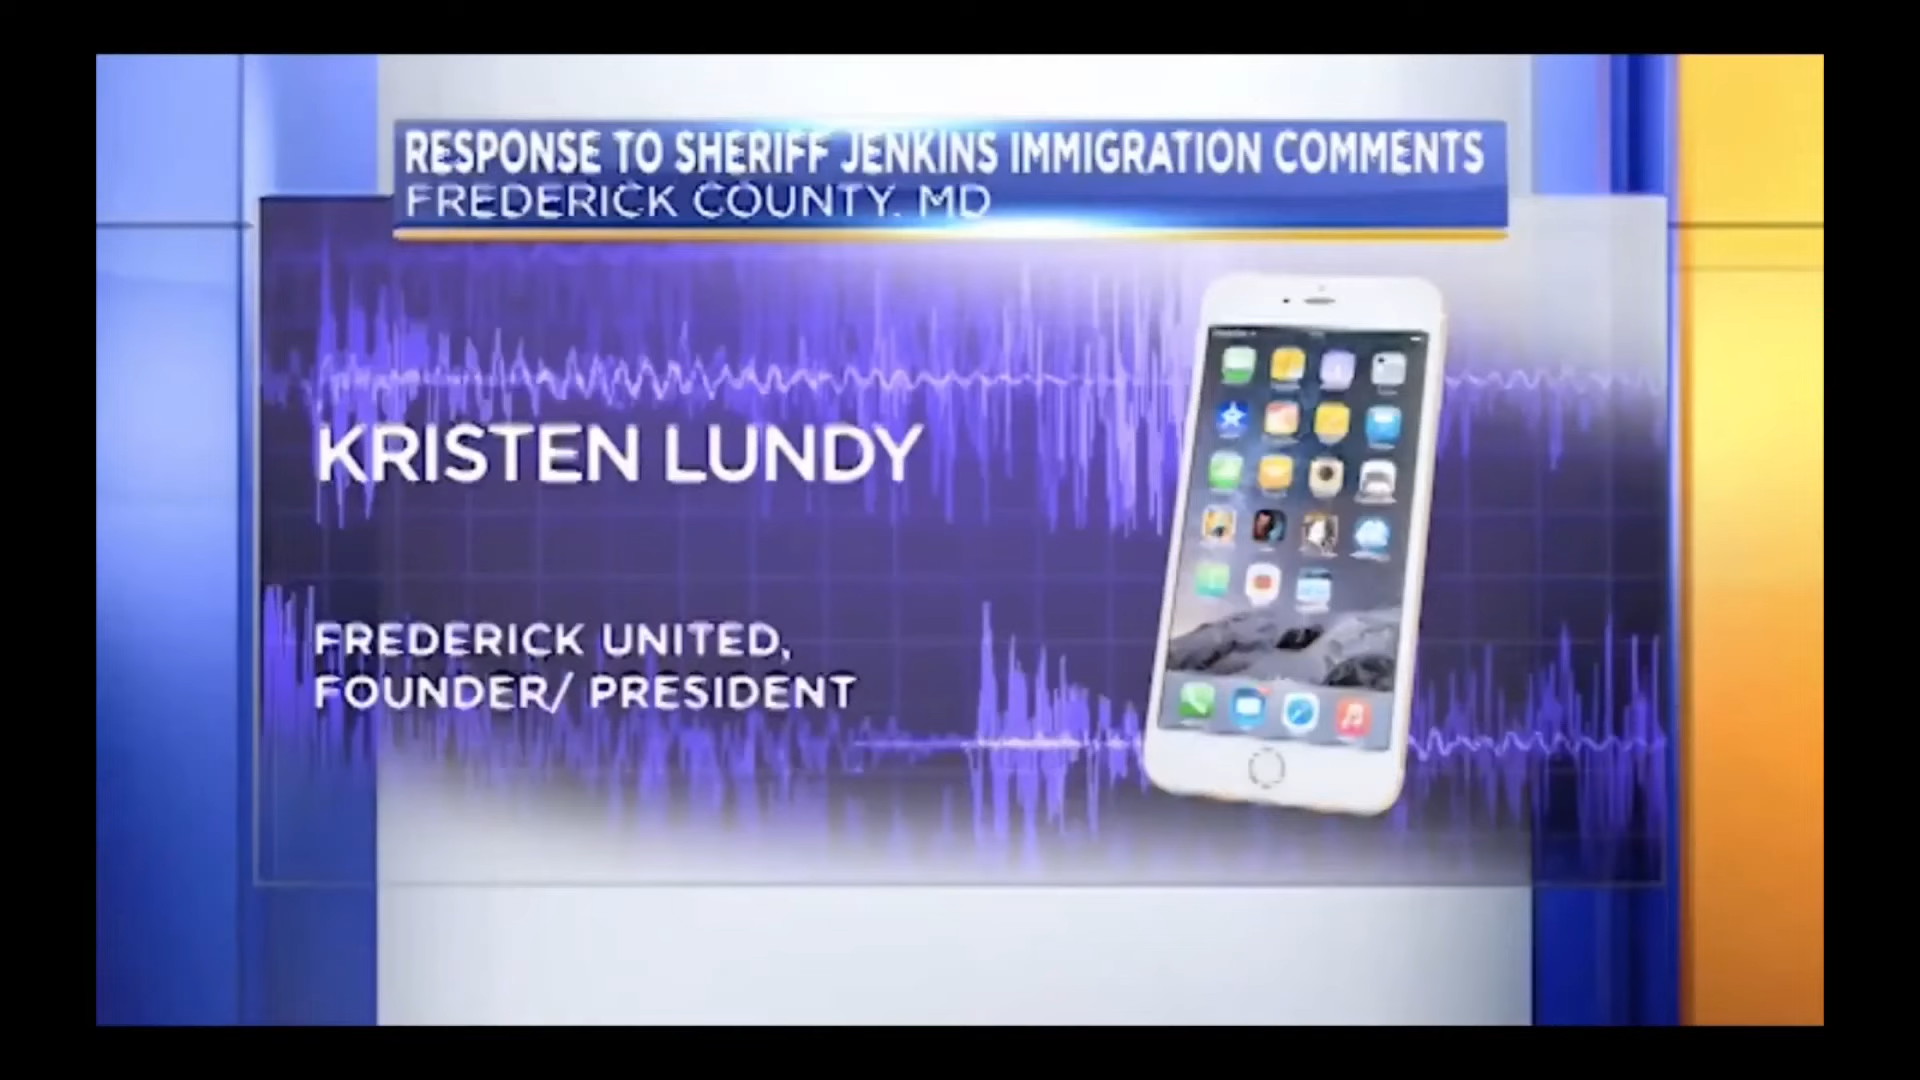 RESPONSE TO SHERIFF JENKINS IMMIGRATION COMMENTS
FREDERICK COUNTY, MD
KRISTEN LUNDY
FREDERICK UNITED,
FOUNDER/ PRESIDENT